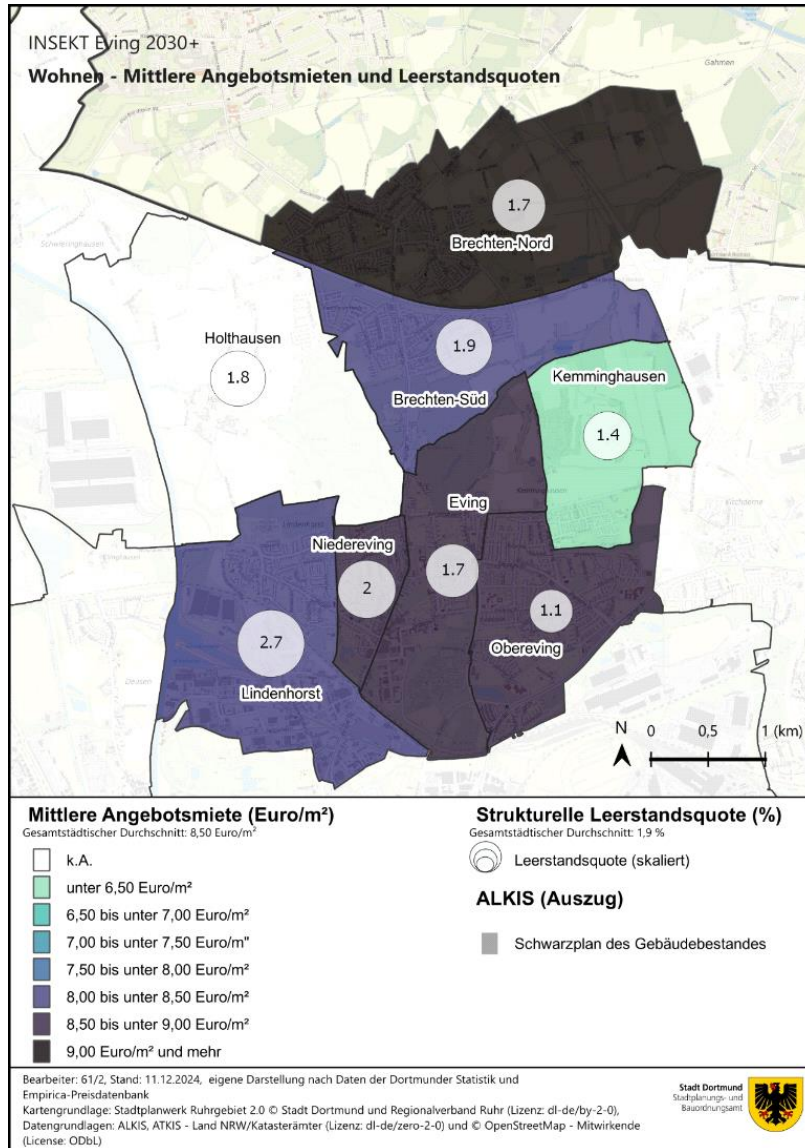 INSEKT Eving 2030+
Wohnen - Mittlere Angebotsmieten und Leerstandsquoten
Gahmen
1.7
Brechten-Nord
Schwieringhausen
Holthausen
1.8
1.9
Brechten-Süd
Kemminghausen
1.4
Eving
Kemminghausen
Kirchderne
Lindenhorst
Niedereving
2
1.7
1.1
Obereving
2.7
Lindenhorst
Deusen
N 0 0,5 1 (km)
Mittlere Angebotsmiete (Euro/m²)
Gesamtstädtischer Durchschnitt: 8,50 Euro/m²
k.A.
unter 6,50 Euro/m²
6,50 bis unter 7,00 Euro/m²
7,00 bis unter 7,50 Euro/m"
7,50 bis unter 8,00 Euro/m²
8,00 bis unter 8,50 Euro/m²
8,50 bis unter 9,00 Euro/m²
9,00 Euro/m² und mehr
Strukturelle Leerstandsquote (%)
Gesamtstädtischer Durchschnitt: 1,9 %
Leerstandsquote (skaliert)
ALKIS (Auszug)
Schwarzplan des Gebäudebestandes
Bearbeiter: 61/2, Stand: 11.12.2024, eigene Darstellung nach Daten der Dortmunder Statistik und
Empirica-Preisdatenbank
Kartengrundlage: Stadtplanwerk Ruhrgebiet 2.0 © Stadt Dortmund und Regionalverband Ruhr (Lizenz: dl-de/by-2-0),
Datengrundlagen: ALKIS, ATKIS - Land NRW/Katasterämter (Lizenz: dl-de/zero-2-0) und © OpenStreetMap - Mitwirkende
(License: ODbL)
Stadt Dortmund
Stadtplanungs- und
Bauordnungsamt